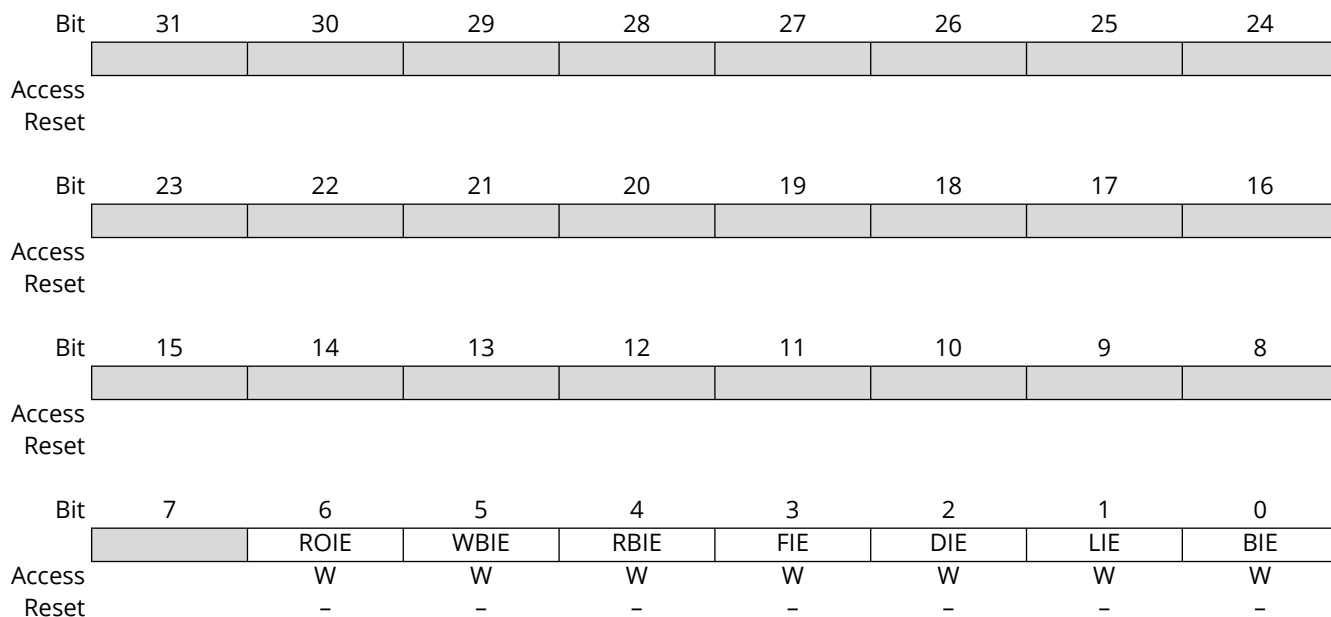 Bit 31 30 29 28 27 26 25 24
Access
Reset
Bit 23 22 21 20 19 18 17 16
Access
Reset
Bit 15 14 13 12 11 10 9 8
Access
Reset
Bit 7 6 5 4 3 2 1 0
ROIE WBIE RBIE FIE DIE LIE BIE
Access W W W W W W W
Reset – – – – – – –